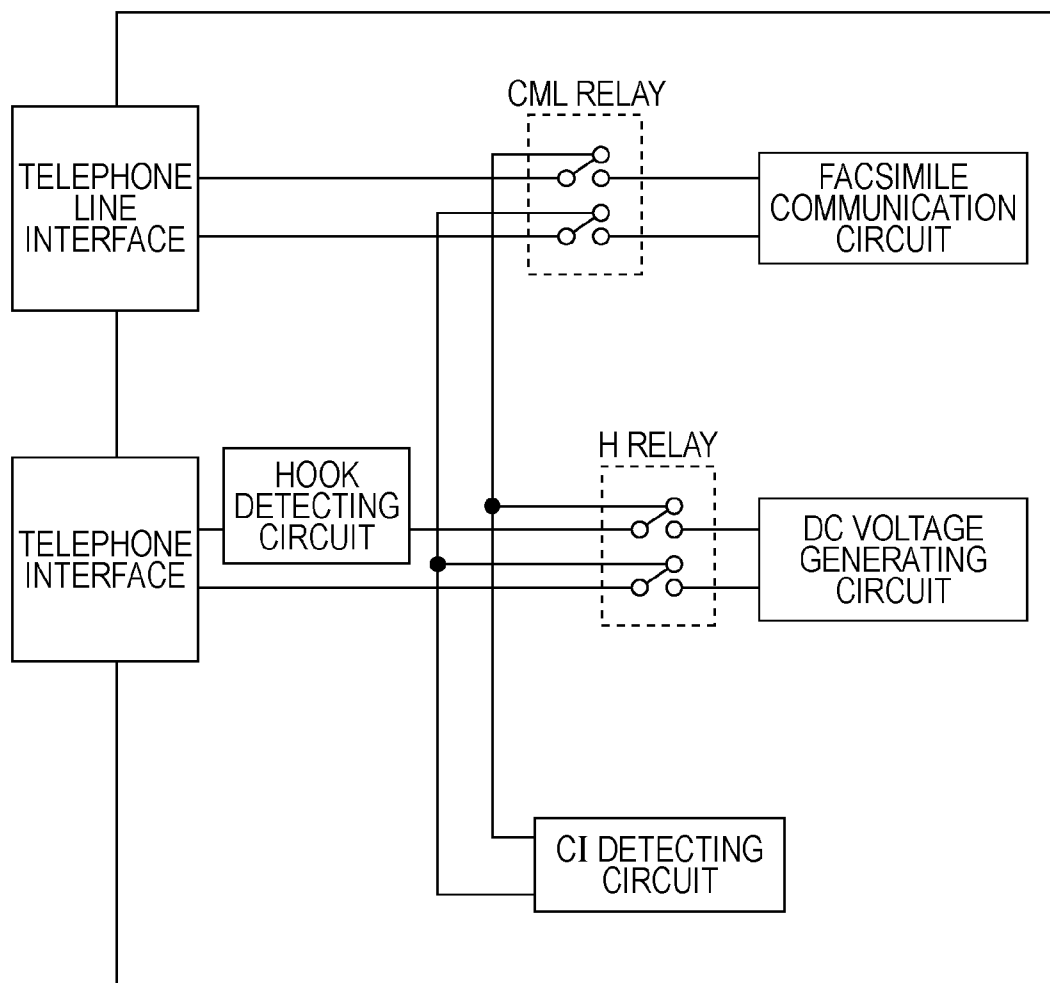 CML RELAY
TELEPHONE
LINE
INTERFACE
FACSIMILE
COMMUNICATION
CIRCUIT
H RELAY
TELEPHONE
INTERFACE
HOOK
DETECTING
CIRCUIT
DC VOLTAGE
GENERATING
CIRCUIT
CI DETECTING
CIRCUIT